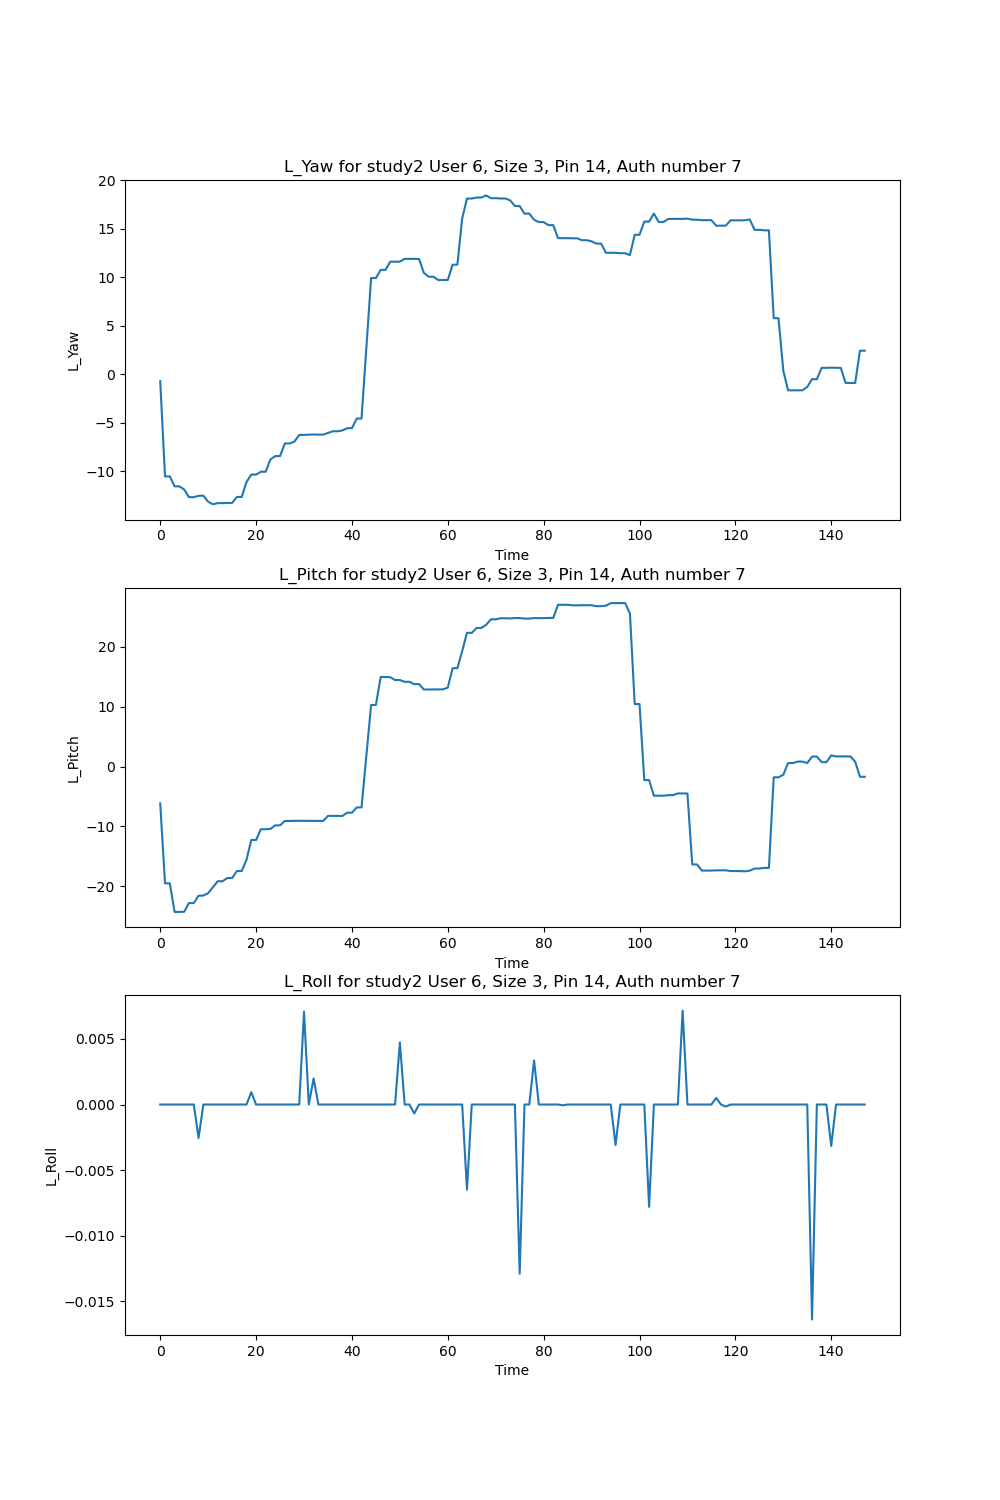 L_Yaw for study2 User 6, Size 3, Pin 14, Auth number 7
20
15
10
5
0
−5
−10
L_Yaw
0 20 40 60 80 100 120 140
Time
L_Pitch for study2 User 6, Size 3, Pin 14, Auth number 7
20
10
0
−10
−20
L_Pitch
0 20 40 60 80 100 120 140
Time
L_Roll for study2 User 6, Size 3, Pin 14, Auth number 7
0.005
0.000
−0.005
−0.010
−0.015
L_Roll
0 20 40 60 80 100 120 140
Time